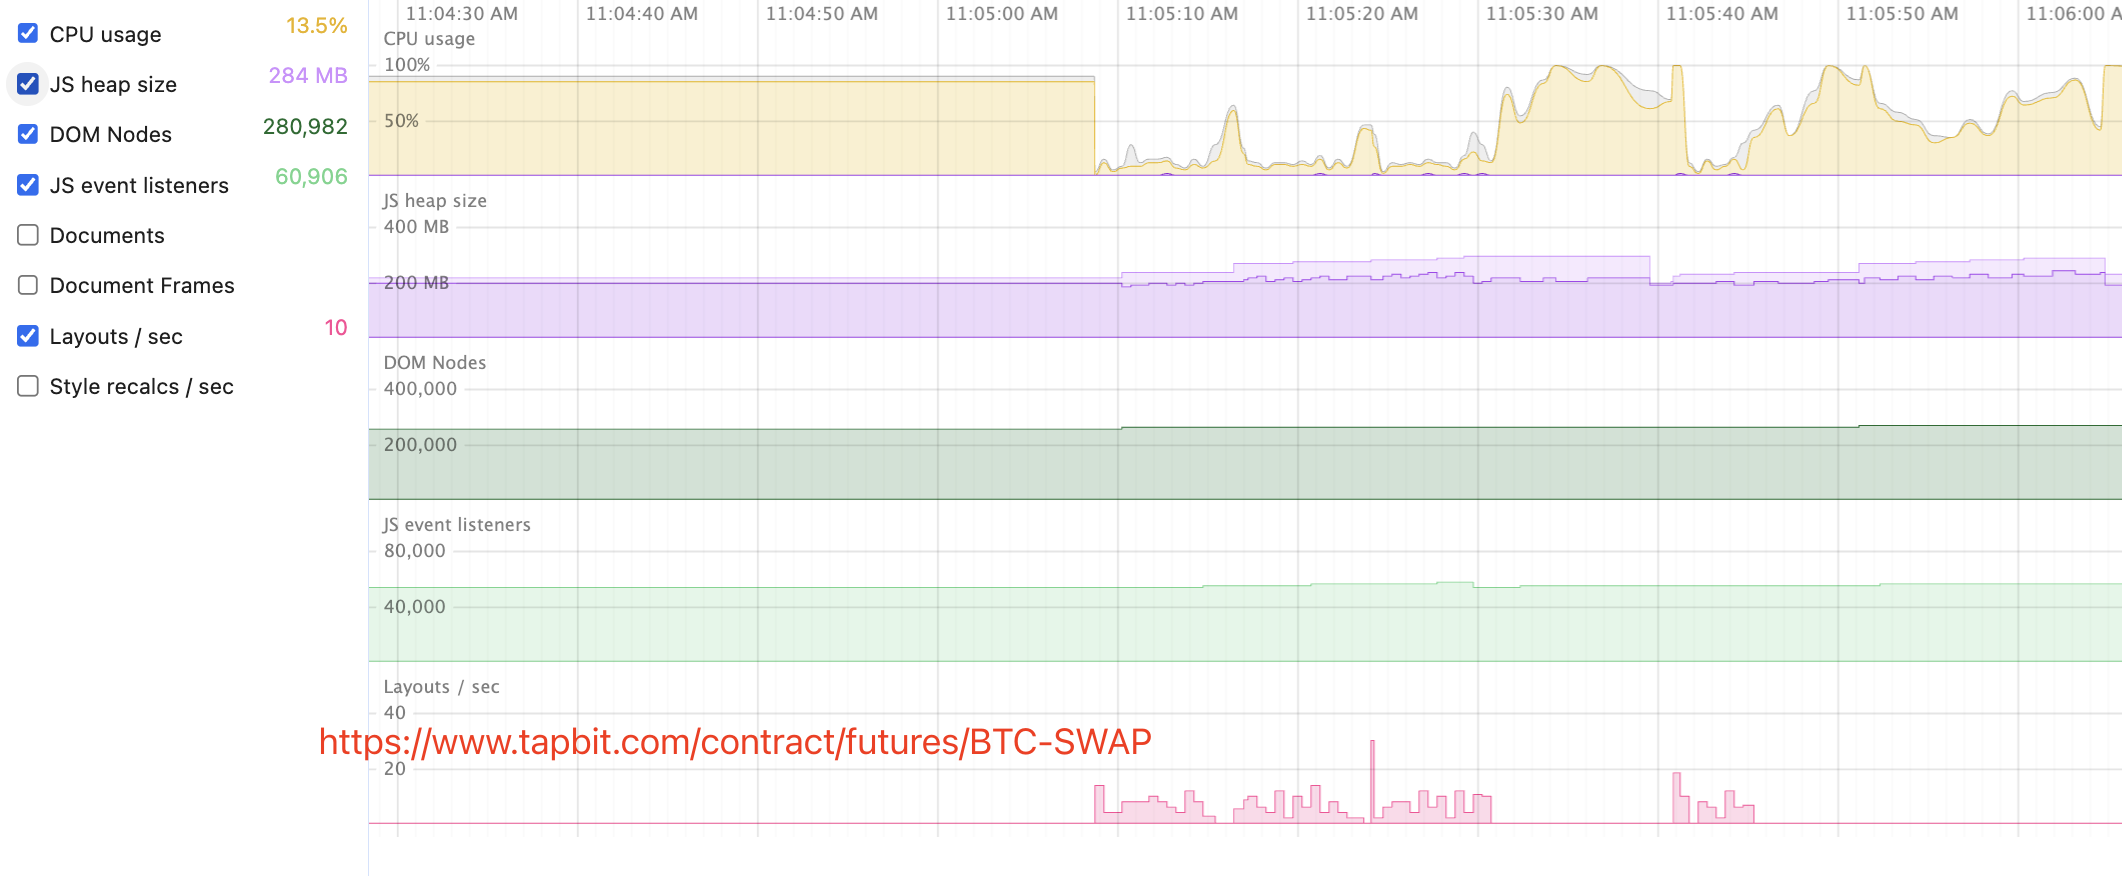 11:04:30 AM 11:04:40 AM 11:04:50 AM 11:05:00 AM 11:05:10 AM 11:05:20 AM 11:05:30 AM 11:05:40 AM 11:05:50 AM 11:06:00 A
CPU usage 13.5%
JS heap size 284 MB
DOM Nodes 280,982
JS event listeners 60,906
Documents
Document Frames
Layouts / sec 10
Style recalcs / sec
CPU usage
100%
50%
JS heap size
400 MB
200 MB
DOM Nodes
400,000
200,000
JS event listeners
80,000
40,000
Layouts / sec
40
https://www.tapbit.com/contract/futures/BTC-SWAP
20